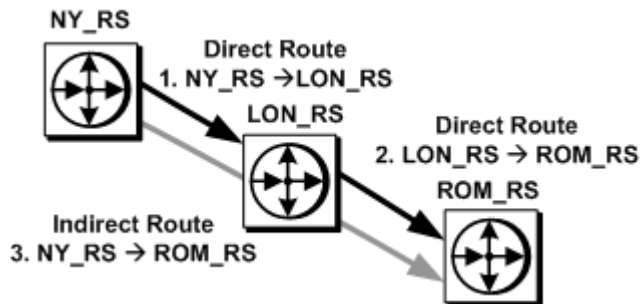 NY_RS
Direct Route
1. NY_RS →LON_RS
LON_RS
Direct Route
2. LON_RS → ROM_RS
ROM_RS
Indirect Route
3. NY_RS → ROM_RS